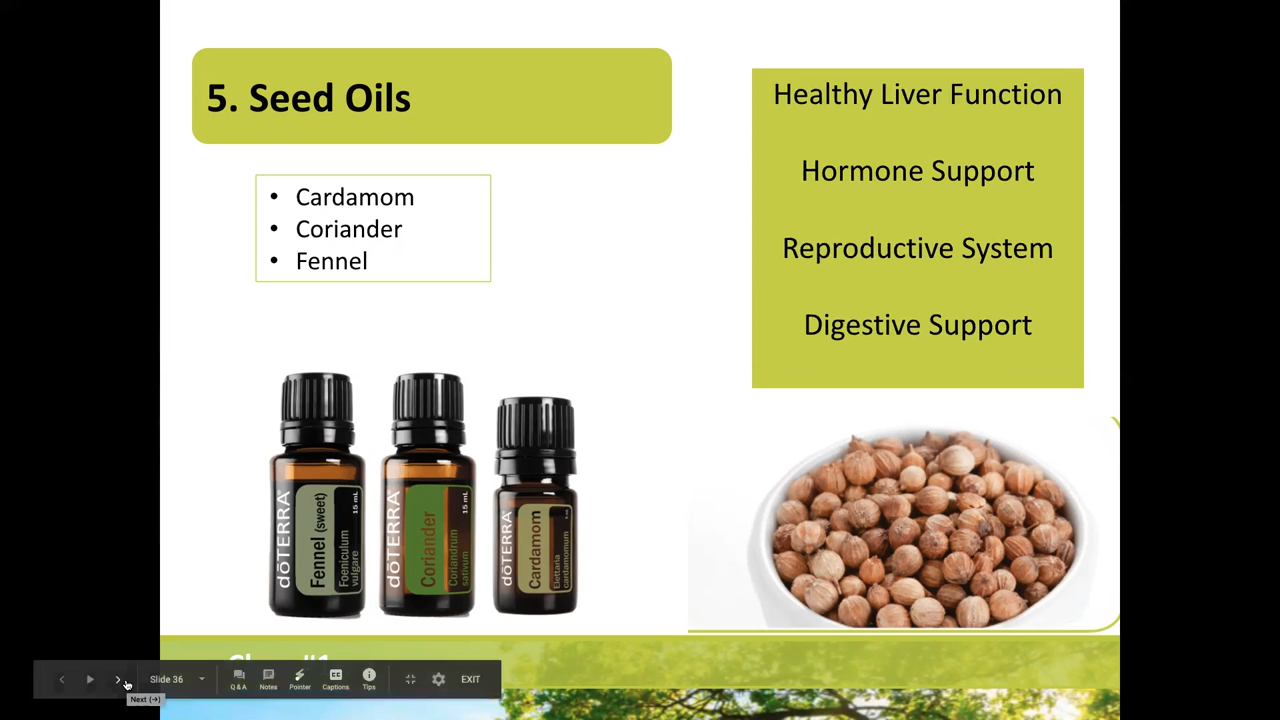 5. Seed Oils
Healthy Liver Function
Hormone Support
Reproductive System
Digestive Support
• Cardamom
• Coriander
• Fennel
dōTERRA
Fennel (sweet)
Foeniculum
vulgare
15 mL
dōTERRA
Coriander
Coriandrum
sativum
15 mL
dōTERRA
Cardamom
Elettaria
cardamomum
Slide 36
Q & A
Notes
Pointer
Captions
Tips
EXIT
Next (→)